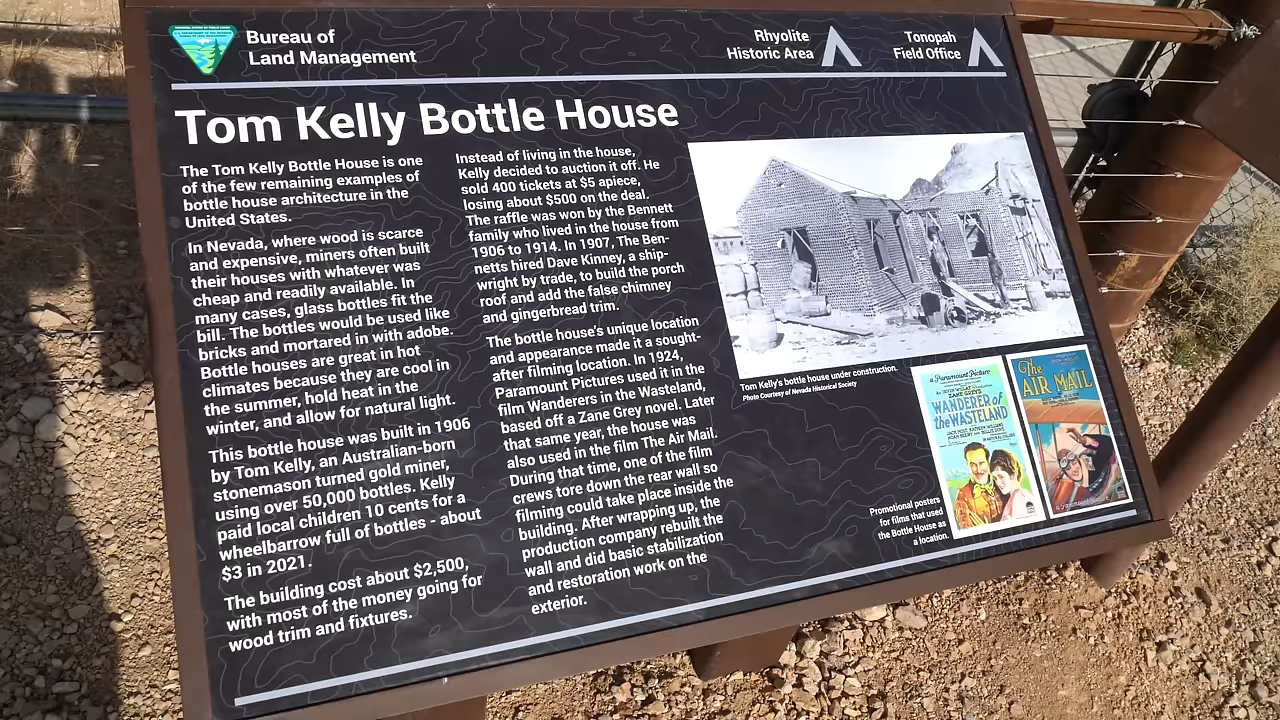 Bureau of
Land Management
Rhyolite
Historic Area
Tonopah
Field Office
Tom Kelly Bottle House
The Tom Kelly Bottle House is one
of the few remaining examples of
bottle house architecture in the
United States.
In Nevada, where wood is scarce
and expensive, miners often built
their houses with whatever was
cheap and readily available. In
many cases, glass bottles fit the
bill. The bottles would be used like
bricks and mortared in with adobe.
Bottle houses are great in hot
climates because they are cool in
the summer, hold heat in the
winter, and allow for natural light.
This bottle house was built in 1906
by Tom Kelly, an Australian-born
stonemason turned gold miner,
using over 50,000 bottles. Kelly
paid local children 10 cents for a
wheelbarrow full of bottles - about
$3 in 2021.
The building cost about $2,500,
with most of the money going for
wood trim and fixtures.
Instead of living in the house,
Kelly decided to auction it off. He
sold 400 tickets at $5 apiece,
losing about $500 on the deal.
The raffle was won by the Bennett
family who lived in the house from
1906 to 1914. In 1907, The Ben-
netts hired Dave Kinney, a ship-
wright by trade, to build the porch
roof and add the false chimney
and gingerbread trim.
The bottle house's unique location
and appearance made it a sought-
after filming location. In 1924,
Paramount Pictures used it in the
film Wanderers in the Wasteland,
based off a Zane Grey novel. Later
that same year, the house was
also used in the film The Air Mail.
During that time, one of the film
crews tore down the rear wall so
filming could take place inside the
building. After wrapping up, the
production company rebuilt the
wall and did basic stabilization
and restoration work on the
exterior.
Tom Kelly's bottle house under construction.
Photo Courtesy of Nevada Historical Society
a Paramount Picture
ZANE GREY'S
WANDERER of
the WASTELAND
The
AIR MAIL
Promotional posters
for films that used
the Bottle House as
a location.